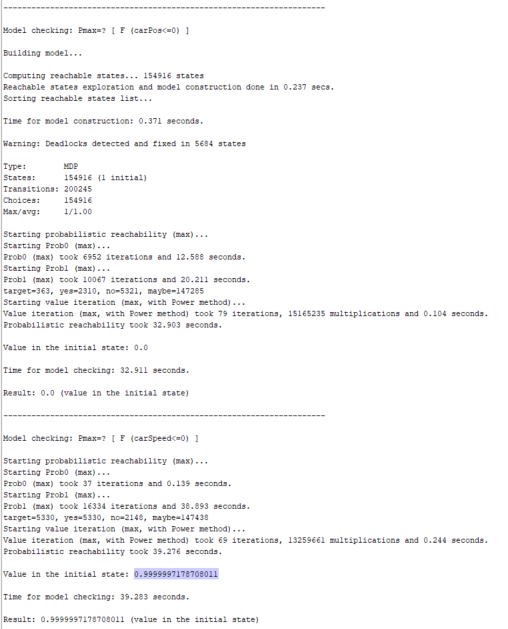 --------------------------------------------------------------------
Model checking: Pmax=? [ F (carPos<=0) ]
Building model...
Computing reachable states... 154916 states
Reachable states exploration and model construction done in 0.237 secs.
Sorting reachable states list...
Time for model construction: 0.371 seconds.
Warning: Deadlocks detected and fixed in 5684 states
Type: MDP
States: 154916 (1 initial)
Transitions: 200245
Choices: 154916
Max/avg: 1/1.00
Starting probabilistic reachability (max)...
Starting Prob0 (max)...
Prob0 (max) took 6952 iterations and 12.588 seconds.
Starting Prob1 (max)...
Prob1 (max) took 10067 iterations and 20.211 seconds.
target=363, yes=2310, no=5321, maybe=147285
Starting value iteration (max, with Power method)...
Value iteration (max, with Power method) took 79 iterations, 15165235 multiplications and 0.104 seconds.
Probabilistic reachability took 32.903 seconds.
Value in the initial state: 0.0
Time for model checking: 32.911 seconds.
Result: 0.0 (value in the initial state)
--------------------------------------------------------------------
Model checking: Pmax=? [ F (carSpeed<=0) ]
Starting probabilistic reachability (max)...
Starting Prob0 (max)...
Prob0 (max) took 37 iterations and 0.139 seconds.
Starting Prob1 (max)...
Prob1 (max) took 16334 iterations and 38.893 seconds.
target=5330, yes=5330, no=2148, maybe=147438
Starting value iteration (max, with Power method)...
Value iteration (max, with Power method) took 69 iterations, 13259661 multiplications and 0.244 seconds.
Probabilistic reachability took 39.276 seconds.
Value in the initial state: 0.9999997178708011
Time for model checking: 39.283 seconds.
Result: 0.9999997178708011 (value in the initial state)